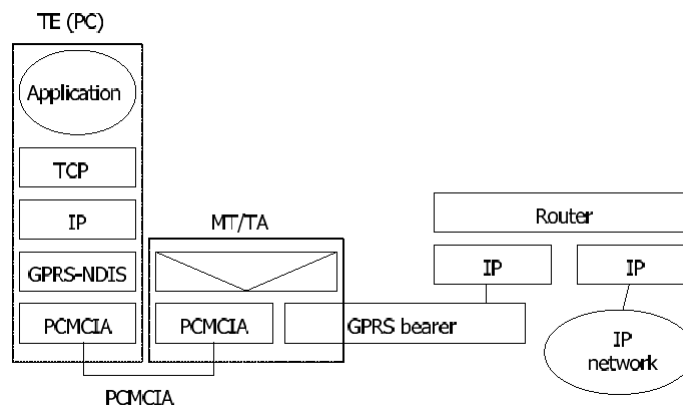 TE (PC)
Application
TCP
IP
GPRS-NDIS
PCMCIA
PCMCIA
MT/TA
PCMCIA
GPRS bearer
Router
IP
IP
IP
network